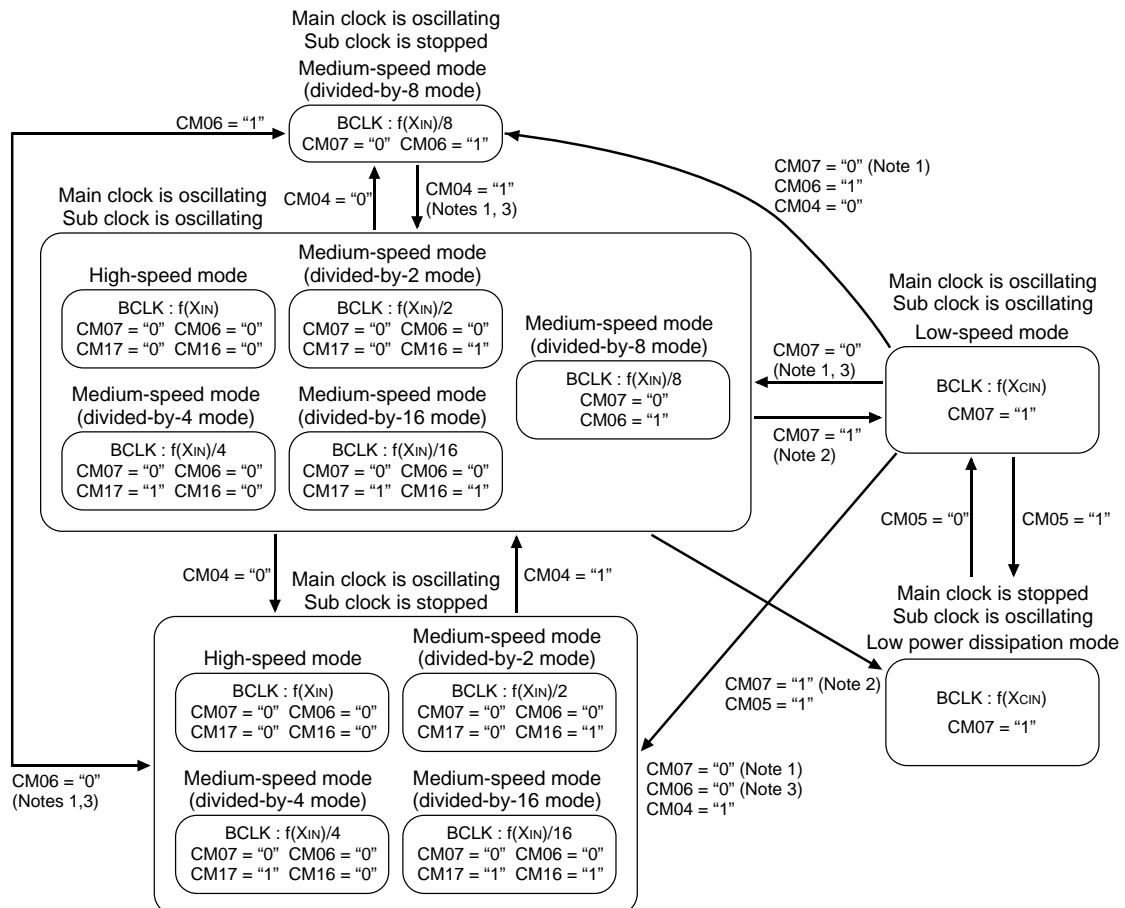 Main clock is oscillating
Sub clock is stopped
Medium-speed mode
(divided-by-8 mode)
CM06 = “1”
BCLK : f(XIN)/8
CM07 = “0” CM06 = “1”
CM07 = “0” (Note 1)
CM06 = “1”
CM04 = “0”
Main clock is oscillating
Sub clock is oscillating
CM04 = “0”
CM04 = “1”
(Notes 1, 3)
High-speed mode
BCLK : f(XIN)
CM07 = “0” CM06 = “0”
CM17 = “0” CM16 = “0”
Medium-speed mode
(divided-by-2 mode)
BCLK : f(XIN)/2
CM07 = “0” CM06 = “0”
CM17 = “0” CM16 = “1”
Medium-speed mode
(divided-by-8 mode)
BCLK : f(XIN)/8
CM07 = “0”
CM06 = “1”
Medium-speed mode
(divided-by-4 mode)
BCLK : f(XIN)/4
CM07 = “0” CM06 = “0”
CM17 = “1” CM16 = “0”
Medium-speed mode
(divided-by-16 mode)
BCLK : f(XIN)/16
CM07 = “0” CM06 = “0”
CM17 = “1” CM16 = “1”
Main clock is oscillating
Sub clock is oscillating
Low-speed mode
BCLK : f(XCIN)
CM07 = “1”
CM07 = “0”
(Note 1, 3)
CM07 = “1”
(Note 2)
CM05 = “0”
CM05 = “1”
CM04 = “0”
Main clock is oscillating
Sub clock is stopped
CM04 = “1”
Main clock is stopped
Sub clock is oscillating
Low power dissipation mode
BCLK : f(XCIN)
CM07 = “1”
CM07 = “1” (Note 2)
CM05 = “1”
High-speed mode
BCLK : f(XIN)
CM07 = “0” CM06 = “0”
CM17 = “0” CM16 = “0”
Medium-speed mode
(divided-by-2 mode)
BCLK : f(XIN)/2
CM07 = “0” CM06 = “0”
CM17 = “0” CM16 = “1”
CM06 = “0”
(Notes 1,3)
Medium-speed mode
(divided-by-4 mode)
BCLK : f(XIN)/4
CM07 = “0” CM06 = “0”
CM17 = “1” CM16 = “0”
Medium-speed mode
(divided-by-16 mode)
BCLK : f(XIN)/16
CM07 = “0” CM06 = “0”
CM17 = “1” CM16 = “1”
CM07 = “0” (Note 1)
CM06 = “0” (Note 3)
CM04 = “1”